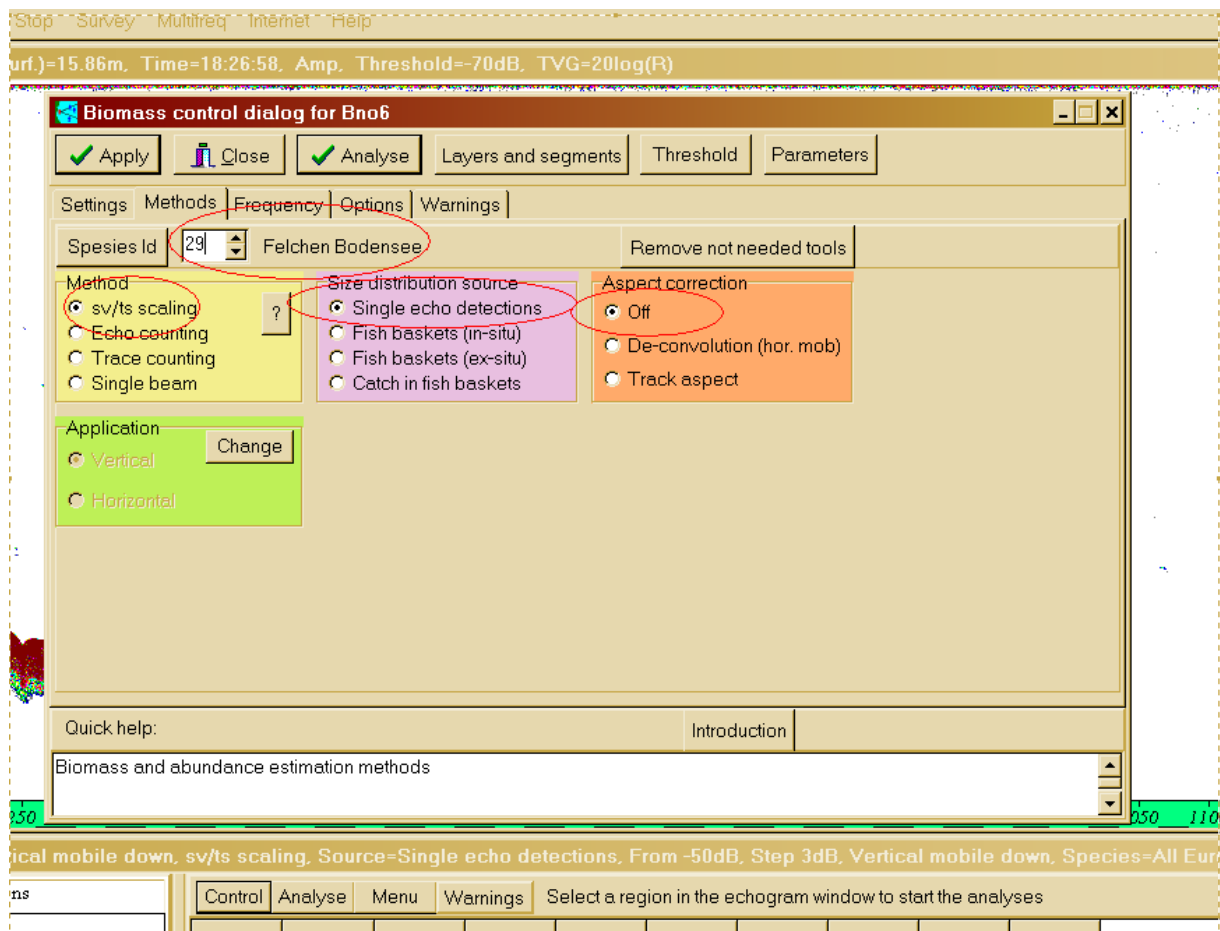 Stop Survey Multifreq Internet Help
urf.)=15.86m, Time=18:26:58, Amp, Threshold=-70dB, TVG=20log(R)
Biomass control dialog for Bno6
Apply Close Analyse Layers and segments Threshold Parameters
Settings Methods Frequency Options Warnings
Spesies Id 29 Felchen Bodensee Remove not needed tools
Method Size distribution source Aspect correction
sv/ts scaling ? Single echo detections Off
Echo counting Fish baskets (in-situ) De-convolution (hor. mob)
Trace counting Fish baskets (ex-situ) Track aspect
Single beam Catch in fish baskets
Application Change
Vertical
Horizontal
Quick help: Introduction
Biomass and abundance estimation methods
250 050 110
ical mobile down, sv/ts scaling, Source=Single echo detections, From -50dB, Step 3dB, Vertical mobile down, Species=All Eur
ns Control Analyse Menu Warnings Select a region in the echogram window to start the analyses